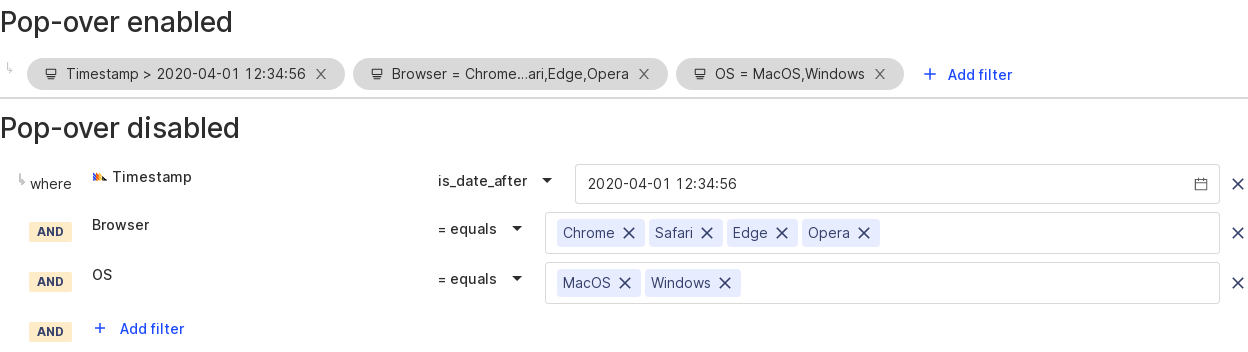 Pop-over enabled
Timestamp > 2020-04-01 12:34:56 Browser = Chrome...ari,Edge,Opera OS = MacOS,Windows + Add filter
Pop-over disabled
where Timestamp is_date_after 2020-04-01 12:34:56
AND Browser = equals Chrome Safari Edge Opera
AND OS = equals MacOS Windows
AND + Add filter